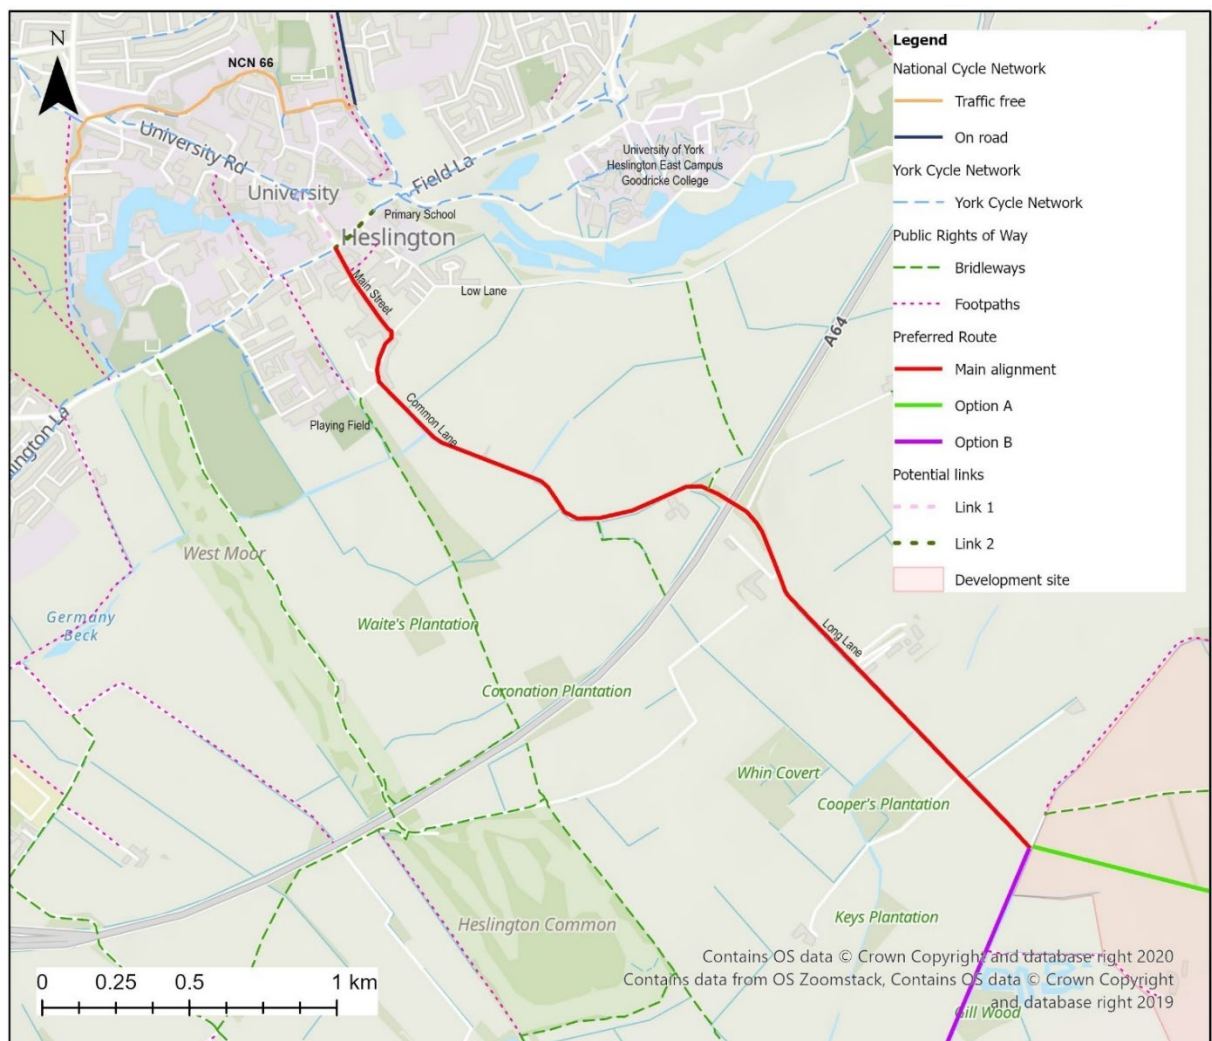 N
NCN 66
University Rd
University
Field La
University of York
Heslington East Campus
Goodricke College
Primary School
Heslington
Main Street
Low Lane
A64
lington La
Playing Field
Common Lane
West Moor
Germany
Beck
Waite's Plantation
Coronation Plantation
Long Lane
Whin Covert
Cooper's Plantation
Keys Plantation
Heslington Common
Gill Wood
Legend
National Cycle Network
Traffic free
On road
York Cycle Network
York Cycle Network
Public Rights of Way
Bridleways
Footpaths
Preferred Route
Main alignment
Option A
Option B
Potential links
Link 1
Link 2
Development site
0 0.25 0.5 1 km
Contains OS data © Crown Copyright and database right 2020
Contains data from OS Zoomstack, Contains OS data © Crown Copyright
and database right 2019